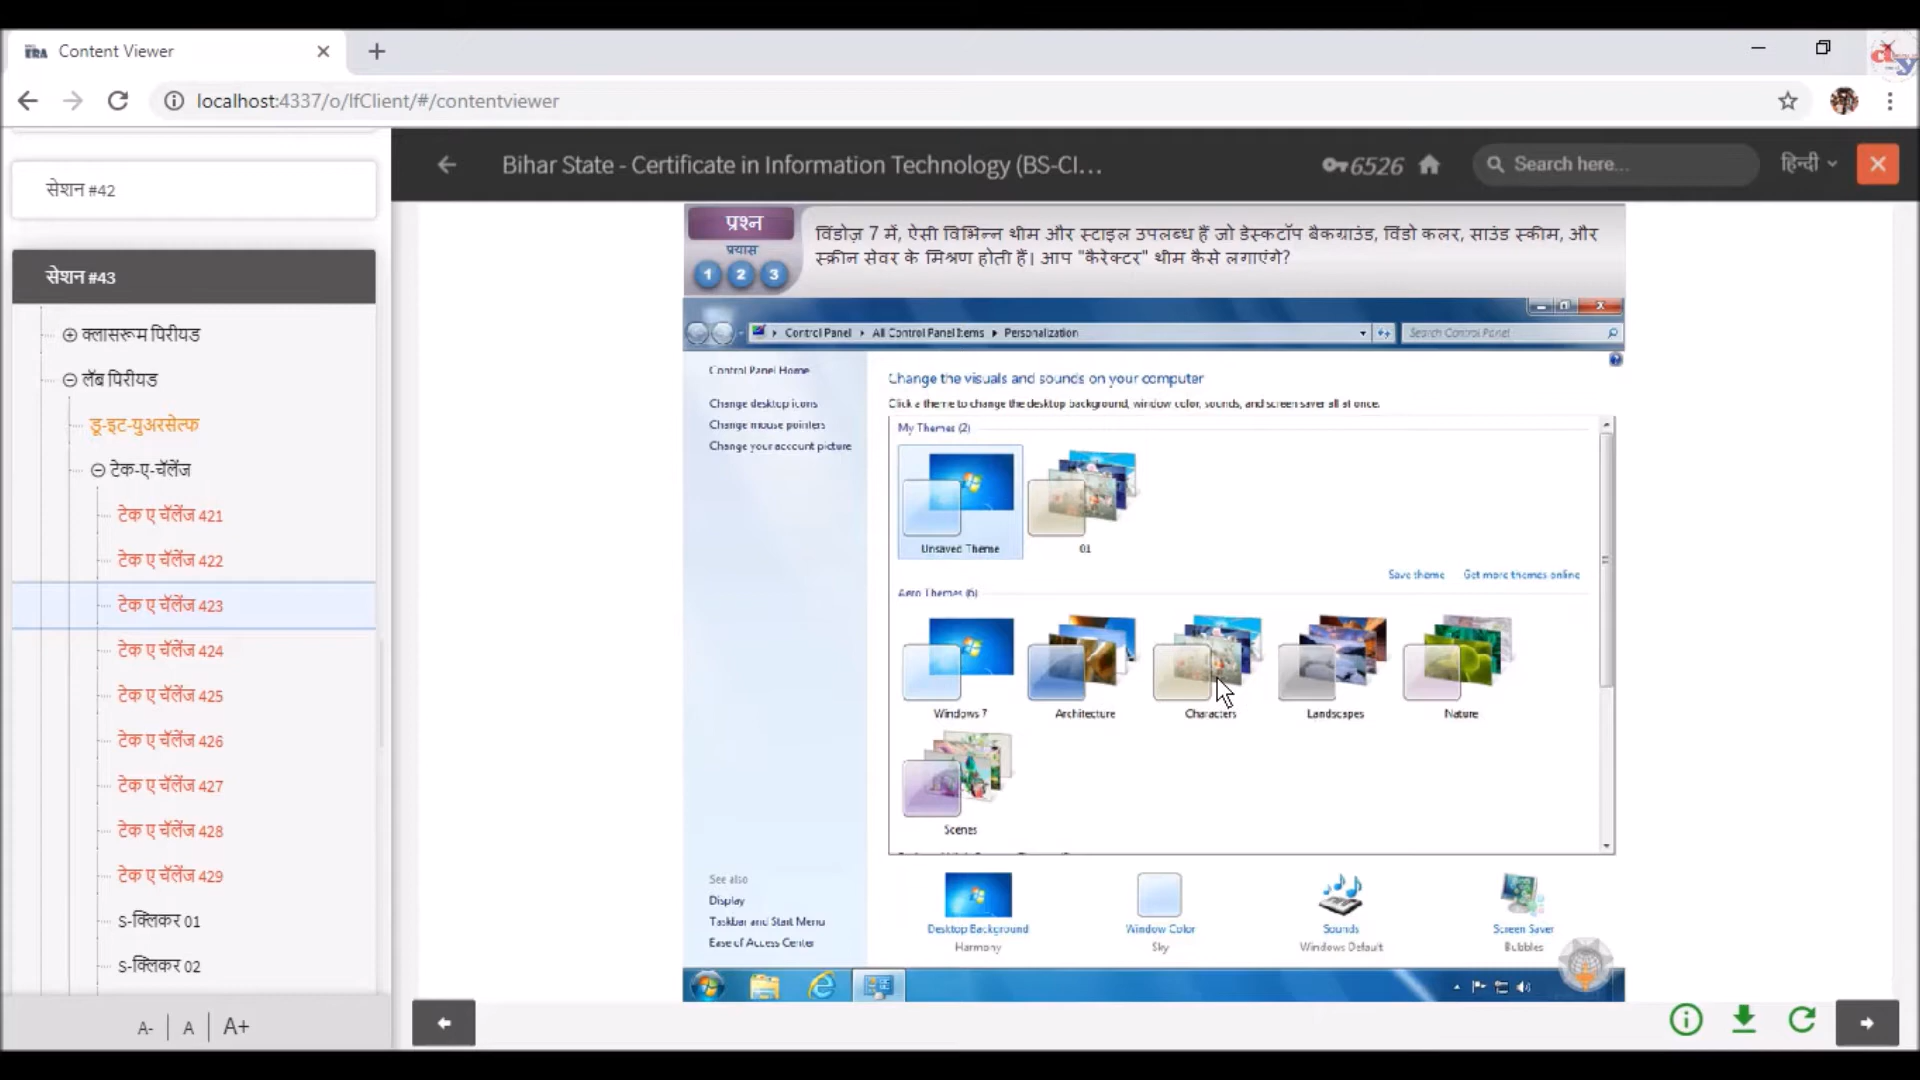 ERA Content Viewer
localhost:4337/o/lfClient/#/contentviewer
सेशन #42
सेशन #43
क्लासरूम पिरीयड
लॅब पिरीयड
डू-इट-युअरसेल्फ
टेक-ए-चॅलेंज
टेक ए चॅलेंज 421
टेक ए चॅलेंज 422
टेक ए चॅलेंज 423
टेक ए चॅलेंज 424
टेक ए चॅलेंज 425
टेक ए चॅलेंज 426
टेक ए चॅलेंज 427
टेक ए चॅलेंज 428
टेक ए चॅलेंज 429
S-क्लिकर 01
S-क्लिकर 02
A- A A+
Bihar State - Certificate in Information Technology (BS-CI...
6526
Search here...
हिन्दी
प्रश्न
प्रयास
1 2 3
विंडोज़ 7 में, ऐसी विभिन्न थीम और स्टाइल उपलब्ध हैं जो डेस्कटॉप बैकग्राउंड, विंडो कलर, साउंड स्कीम, और
स्क्रीन सेवर के मिश्रण होती हैं। आप "कैरेक्टर" थीम कैसे लगाएंगे?
Control Panel All Control Panel Items Personalization
Search Control Panel
Control Panel Home
Change desktop icons
Change mouse pointers
Change your account picture
See also
Display
Taskbar and Start Menu
Ease of Access Center
Change the visuals and sounds on your computer
Click a theme to change the desktop background, window color, sounds, and screen saver all at once.
My Themes (2)
Unsaved Theme
01
Save theme
Get more themes online
Aero Themes (6)
Windows 7
Architecture
Characters
Landscapes
Nature
Scenes
Desktop Background
Harmony
Window Color
Sky
Sounds
Windows Default
Screen Saver
Bubbles